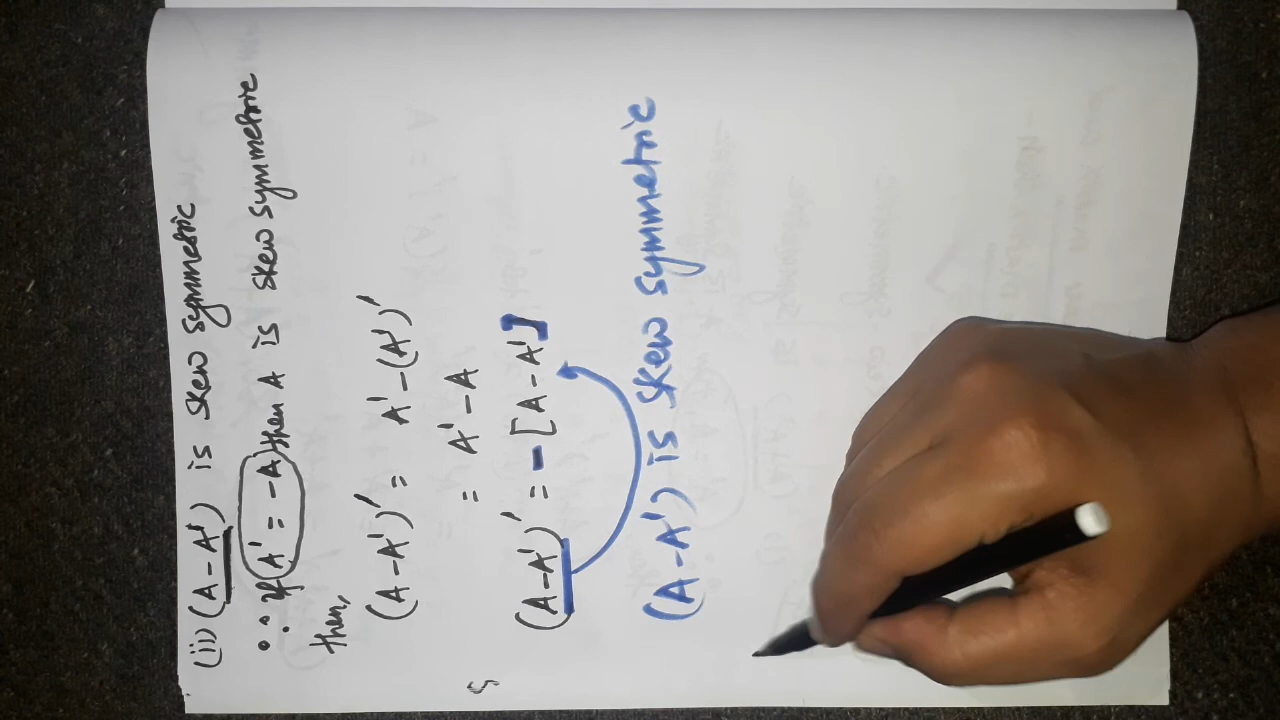 (ii) (A-A') is skew symmetric
∵ If A' = -A then A is skew symmetric
then,
(A-A')' = A' - (A')'
= A' - A
(A-A')' = - [A-A']
(A-A') is skew symmetric